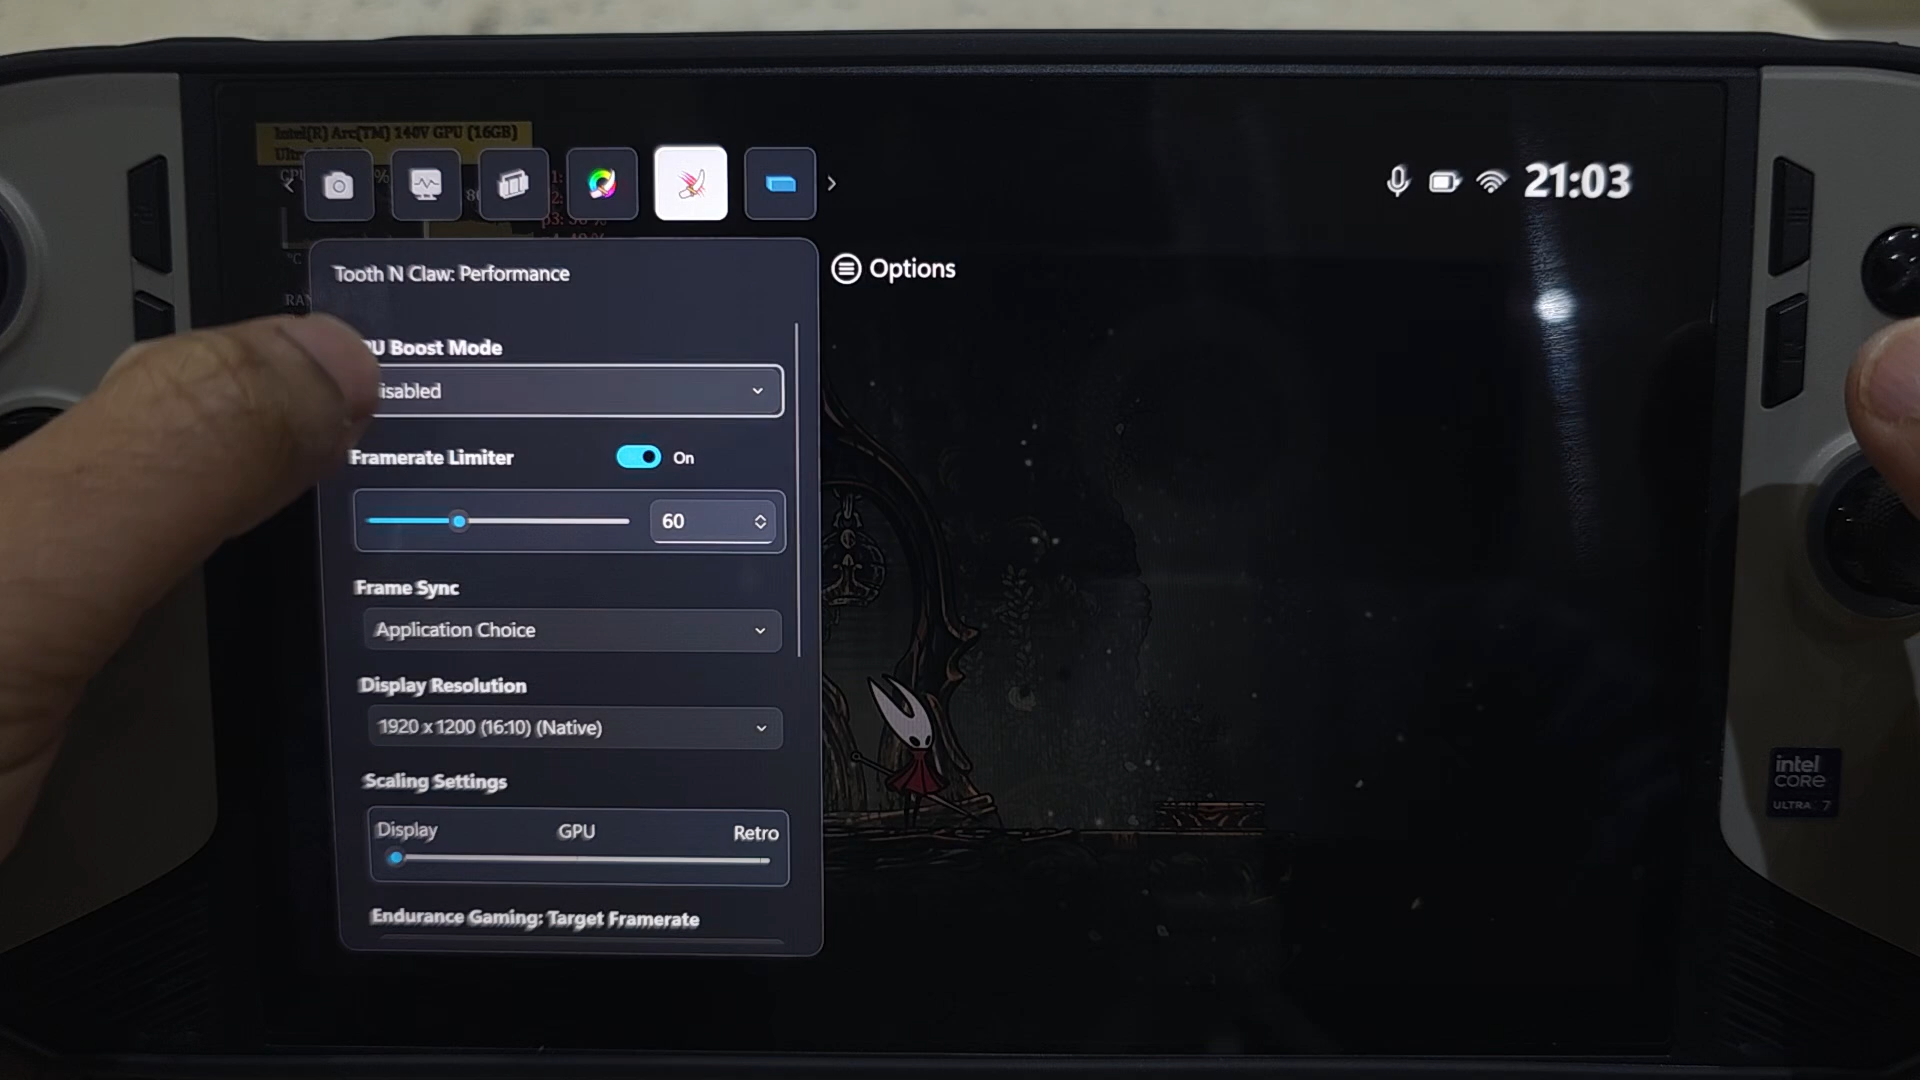 Intel(R) Arc(TM) 140V GPU (16GB)
21:03
Tooth N Claw: Performance
Options
Boost Mode
Framerate Limiter
On
60
Frame Sync
Application Choice
Display Resolution
1920 x 1200 (16:10) (Native)
Scaling Settings
Display GPU Retro
Endurance Gaming: Target Framerate
intel
CORE
ULTRA 7